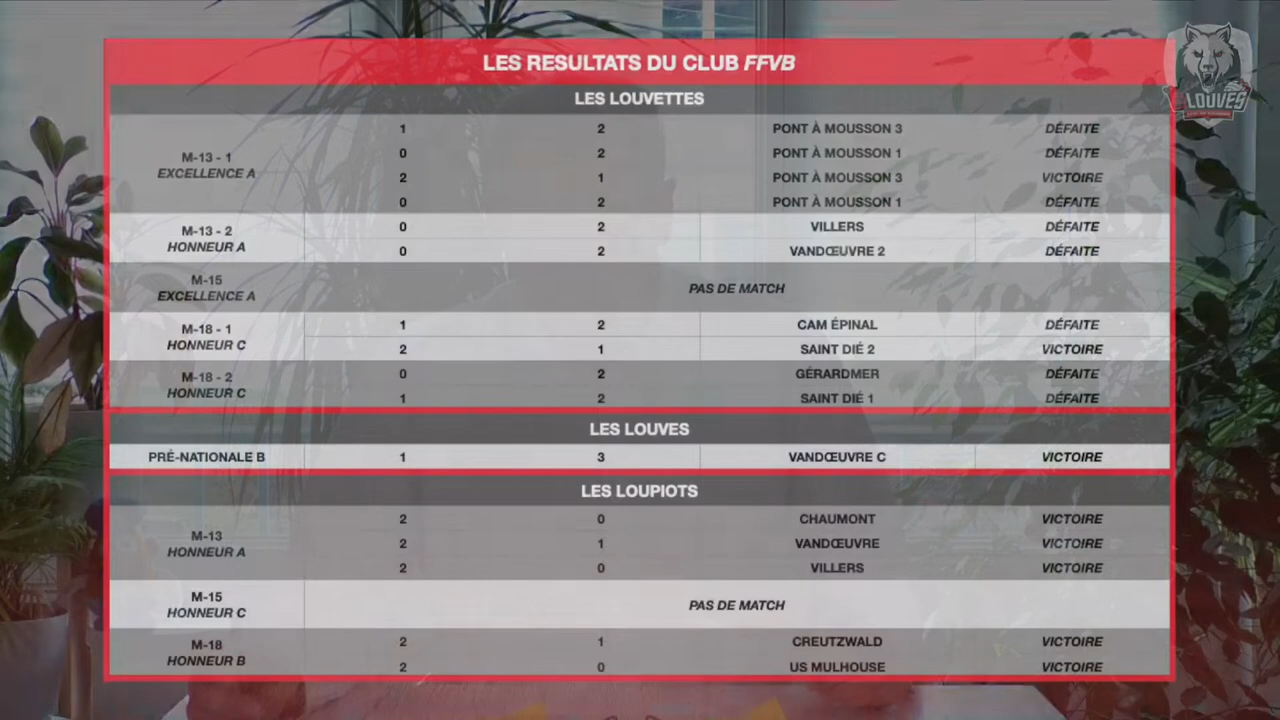 LES RESULTATS DU CLUB FFVB
LOUVES
LES LOUVETTES
M-13 - 1
EXCELLENCE A
1 2 PONT À MOUSSON 3 DÉFAITE
0 2 PONT À MOUSSON 1 DÉFAITE
2 1 PONT À MOUSSON 3 VICTOIRE
0 2 PONT À MOUSSON 1 DÉFAITE
M-13 - 2
HONNEUR A
0 2 VILLERS DÉFAITE
0 2 VANDŒUVRE 2 DÉFAITE
M-15
EXCELLENCE A
PAS DE MATCH
M-18 - 1
HONNEUR C
1 2 CAM ÉPINAL DÉFAITE
2 1 SAINT DIÉ 2 VICTOIRE
M-18 - 2
HONNEUR C
0 2 GÉRARDMER DÉFAITE
1 2 SAINT DIÉ 1 DÉFAITE
LES LOUVES
PRÉ-NATIONALE B 1 3 VANDŒUVRE C VICTOIRE
LES LOUPIOTS
M-13
HONNEUR A
2 0 CHAUMONT VICTOIRE
2 1 VANDŒUVRE VICTOIRE
2 0 VILLERS VICTOIRE
M-15
HONNEUR C
PAS DE MATCH
M-18
HONNEUR B
2 1 CREUTZWALD VICTOIRE
2 0 US MULHOUSE VICTOIRE